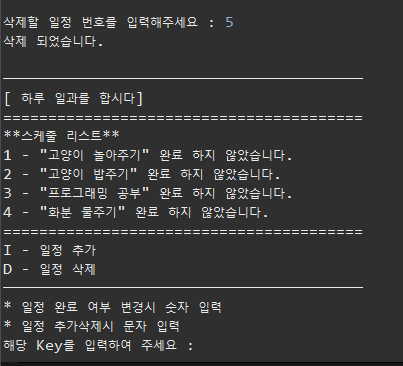 삭제할 일정 번호를 입력해주세요 : 5
삭제 되었습니다.
________________________________________
[ 하루 일과를 합시다]
========================================
**스케줄 리스트**
1 - "고양이 놀아주기" 완료 하지 않았습니다.
2 - "고양이 밥주기" 완료 하지 않았습니다.
3 - "프로그래밍 공부" 완료 하지 않았습니다.
4 - "화분 물주기" 완료 하지 않았습니다.
========================================
I - 일정 추가
D - 일정 삭제
________________________________________
* 일정 완료 여부 변경시 숫자 입력
* 일정 추가삭제시 문자 입력
해당 Key를 입력하여 주세요 :